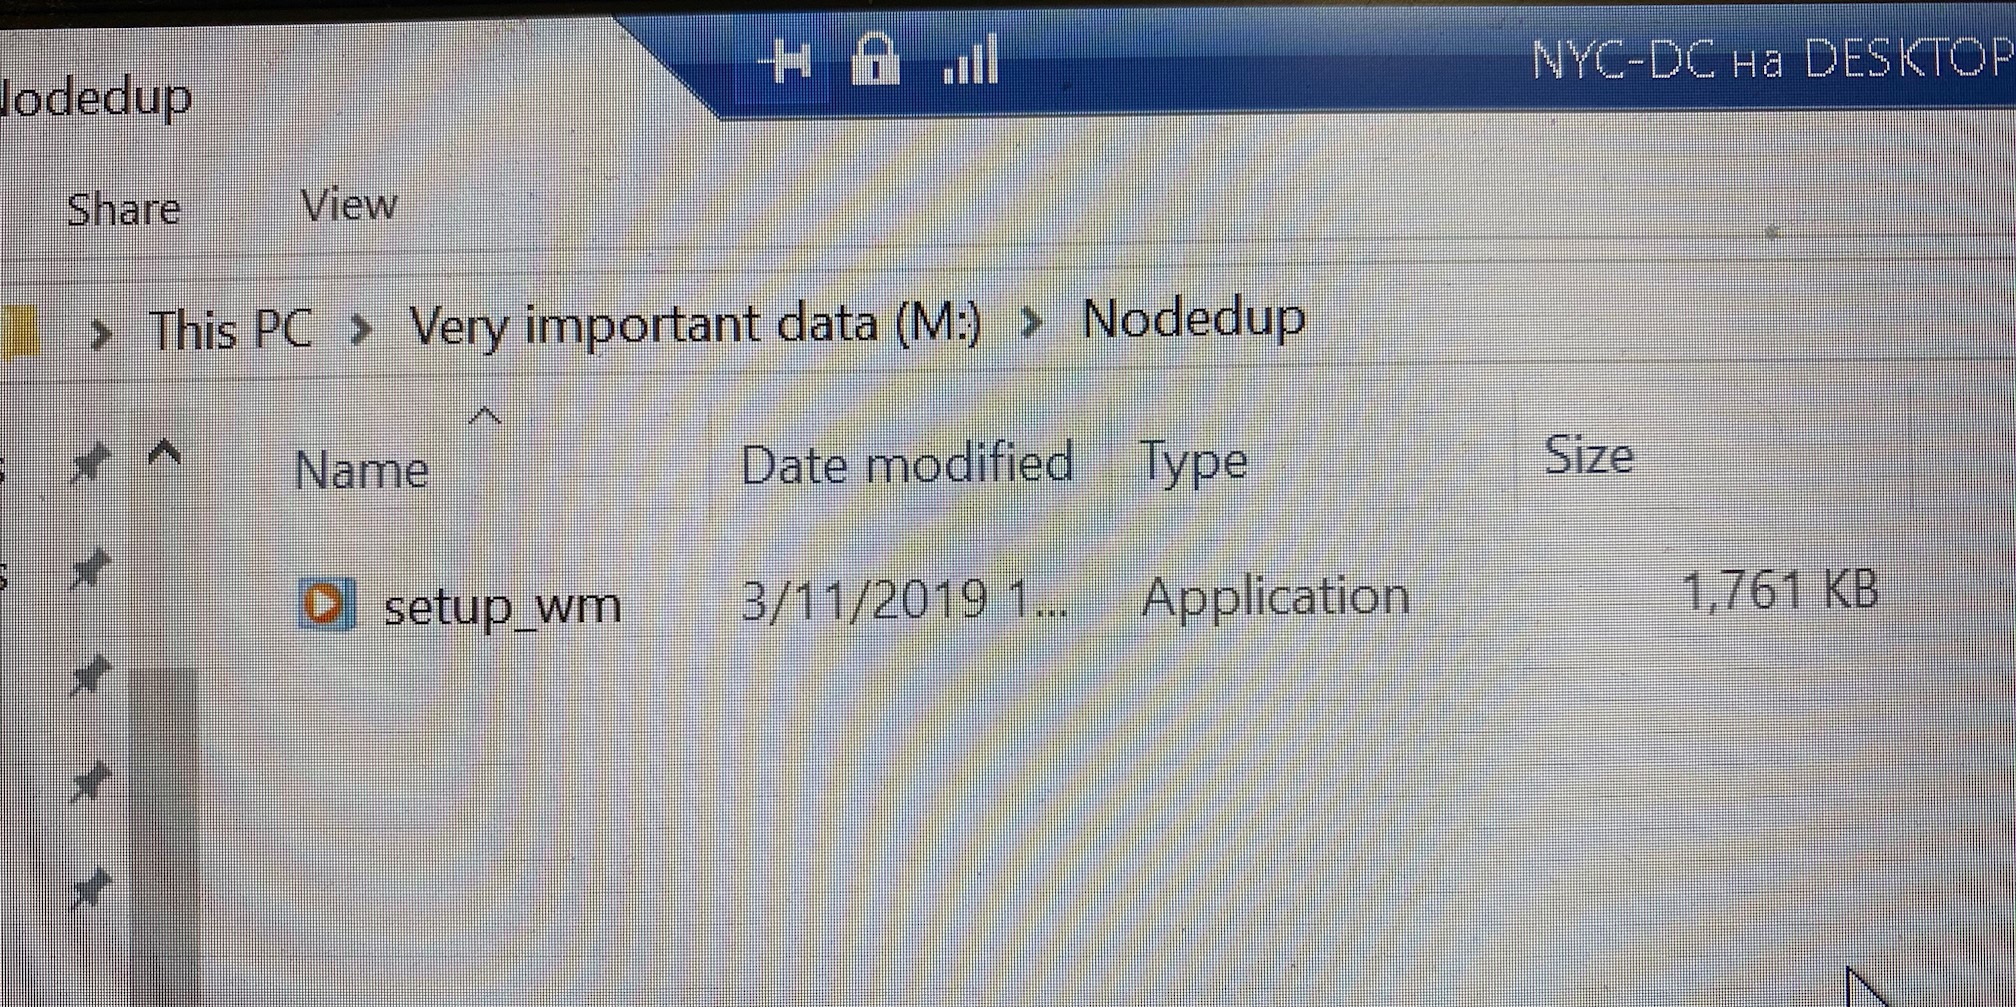 NYC-DC на DESKTOP
Nodedup
Share View
This PC > Very important data (M:) > Nodedup
Name Date modified Type Size
setup_wm 3/11/2019 1... Application 1,761 KB